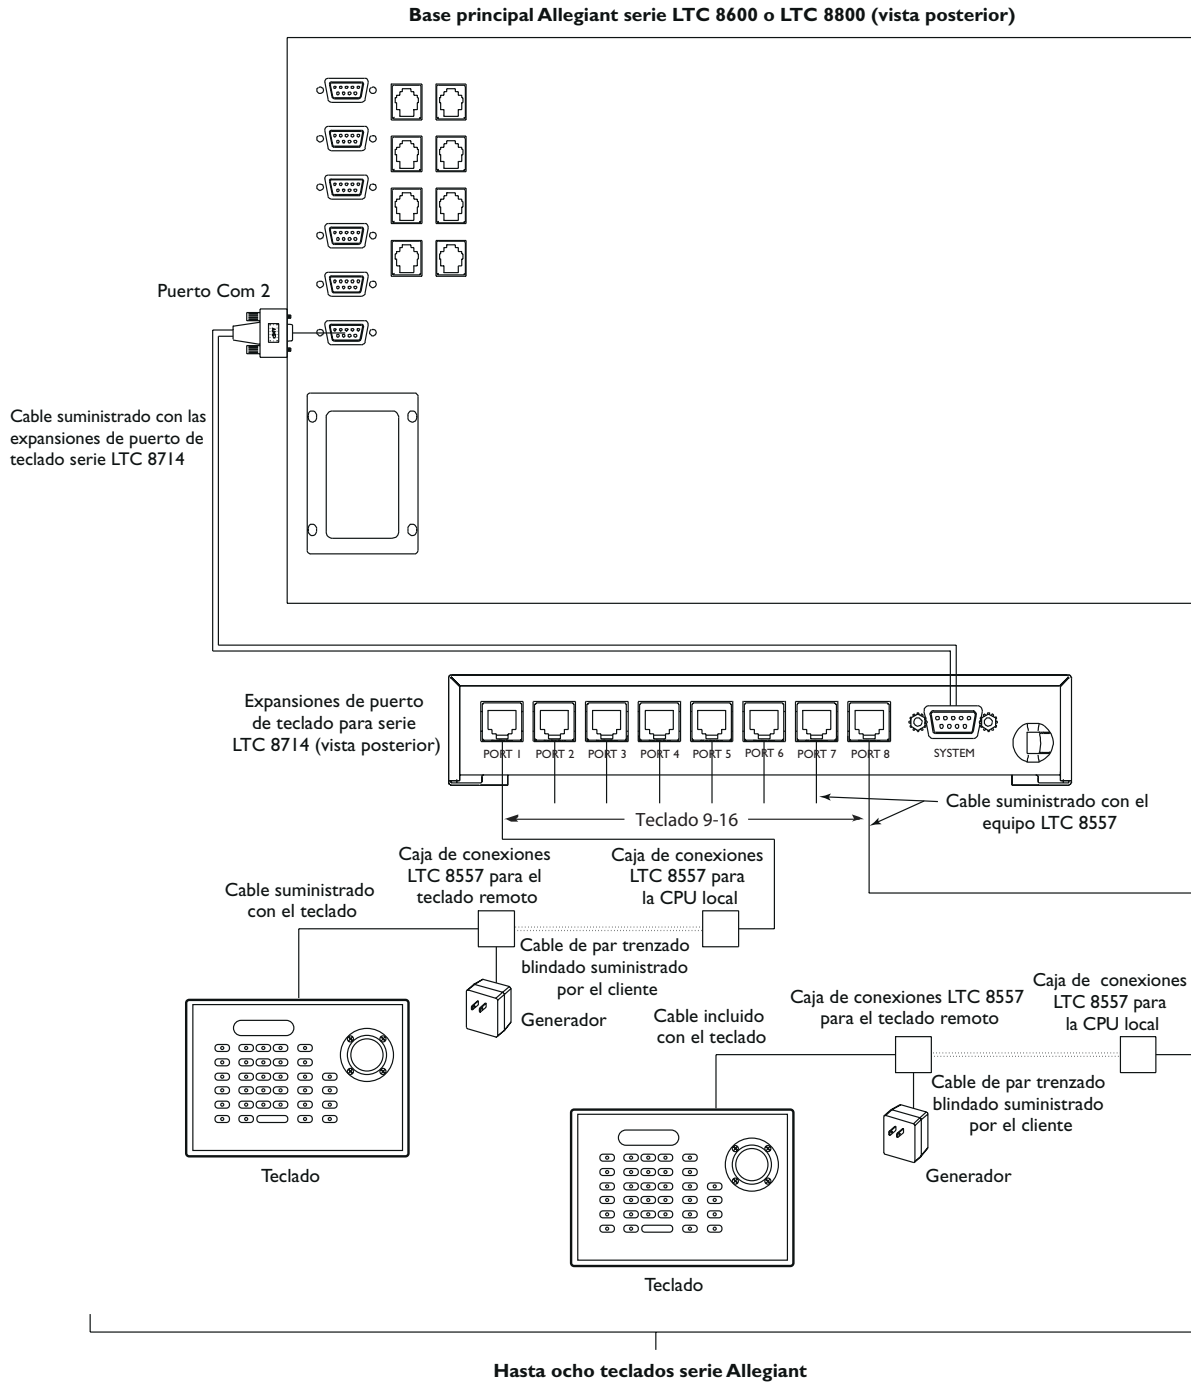 Base principal Allegiant serie LTC 8600 o LTC 8800 (vista posterior)
Puerto Com 2
Cable suministrado con las
expansiones de puerto de
teclado serie LTC 8714
Expansiones de puerto
de teclado para serie
LTC 8714 (vista posterior)
PORT 1 PORT 2 PORT 3 PORT 4 PORT 5 PORT 6 PORT 7 PORT 8 SYSTEM
Teclado 9-16
Cable suministrado con el
equipo LTC 8557
Caja de conexiones
LTC 8557 para el
teclado remoto
Caja de conexiones
LTC 8557 para
la CPU local
Cable suministrado
con el teclado
Cable de par trenzado
blindado suministrado
por el cliente
Generador
Teclado
Cable incluido
con el teclado
Caja de conexiones LTC 8557
para el teclado remoto
Caja de conexiones
LTC 8557 para
la CPU local
Cable de par trenzado
blindado suministrado
por el cliente
Generador
Teclado
Hasta ocho teclados serie Allegiant